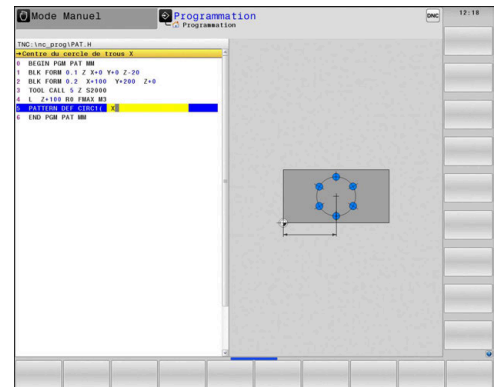 Mode Manuel
Programmation
Programmation
DNC
12:18
TNC:\nc_prog\PAT.H
→Centre du cercle de trous X
0 BEGIN PGM PAT MM
1 BLK FORM 0.1 Z X+0 Y+0 Z-20
2 BLK FORM 0.2 X+100 Y+200 Z+0
3 TOOL CALL 5 Z S2000
4 L Z+100 R0 FMAX M3
5 PATTERN DEF CIRC1( X
6 END PGM PAT MM